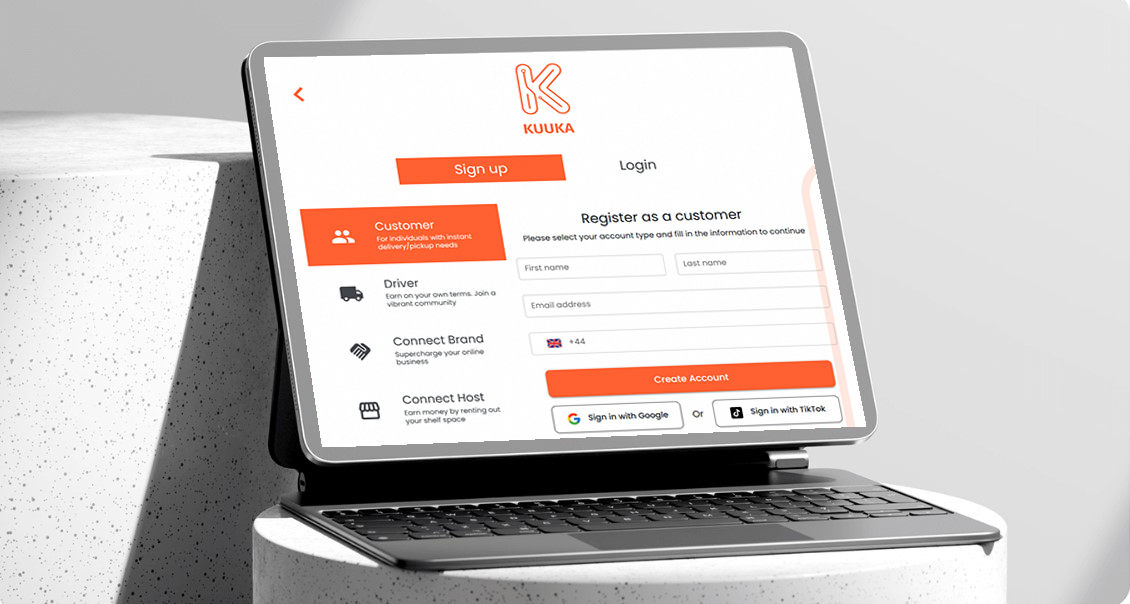 KUUKA
Sign up
Login
Customer
For individuals with instant
delivery/pickup needs
Driver
Earn on your own terms. Join a
vibrant community
Connect Brand
Supercharge your online
business
Connect Host
Earn money by renting out
your shelf space
Register as a customer
Please select your account type and fill in the information to continue
First name
Last name
Email address
+44
Create Account
Sign in with Google
Or
Sign in with TikTok